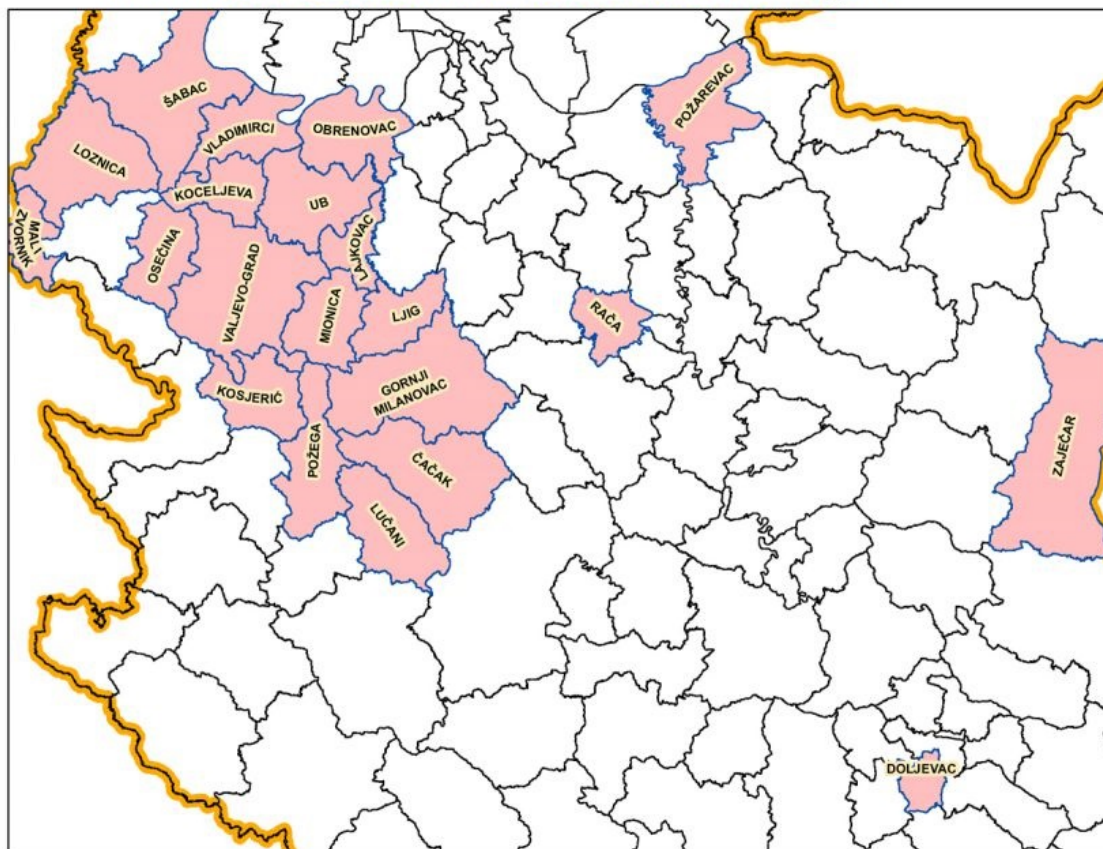 ŠABAC
POŽAREVAC
VLADIMIRCI
OBRENOVAC
LOZNICA
KOCELJEVA
UB
MALI
ZVORNIK
OSEČINA
LAJKOVAC
VALJEVO-GRAD
MIONICA
LJIG
RAČA
KOSJERIĆ
GORNJI
MILANOVAC
ZAJEČAR
POŽEGA
ČAČAK
LUČANI
DOLJEVAC